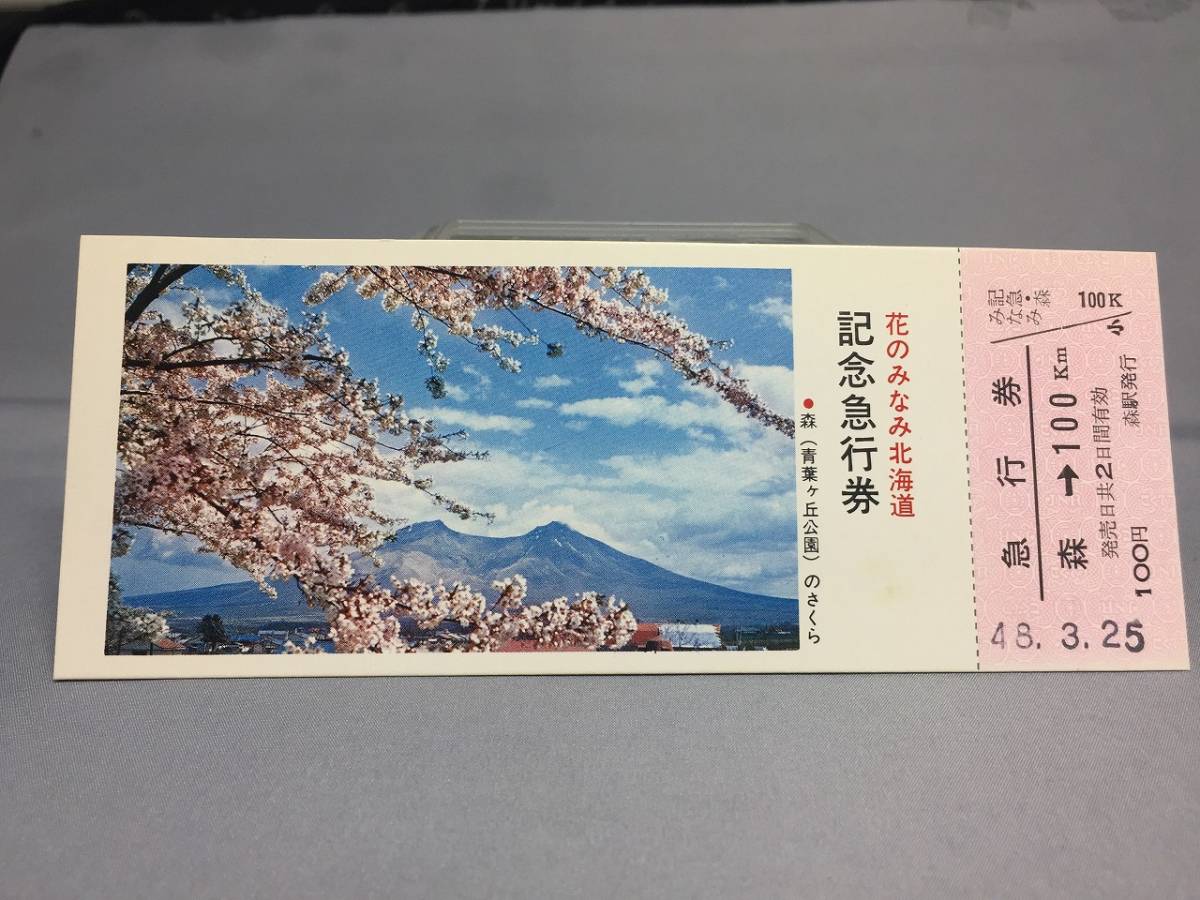 花のみなみ北海道
記念急行券
●森（青葉ヶ丘公園）のさくら
記急・森
みなみ
100K
小
急行券
森→100Km
発売日共2日間有効
100円
森駅発行
48.3.25